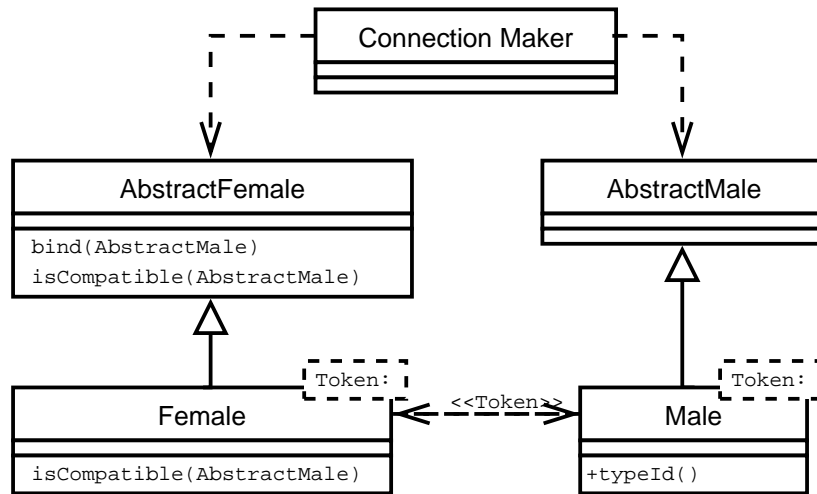 Connection Maker
AbstractFemale
AbstractMale
bind(AbstractMale)
isCompatible(AbstractMale)
Token:
Token:
<<Token>>
Female
Male
isCompatible(AbstractMale)
+typeId()